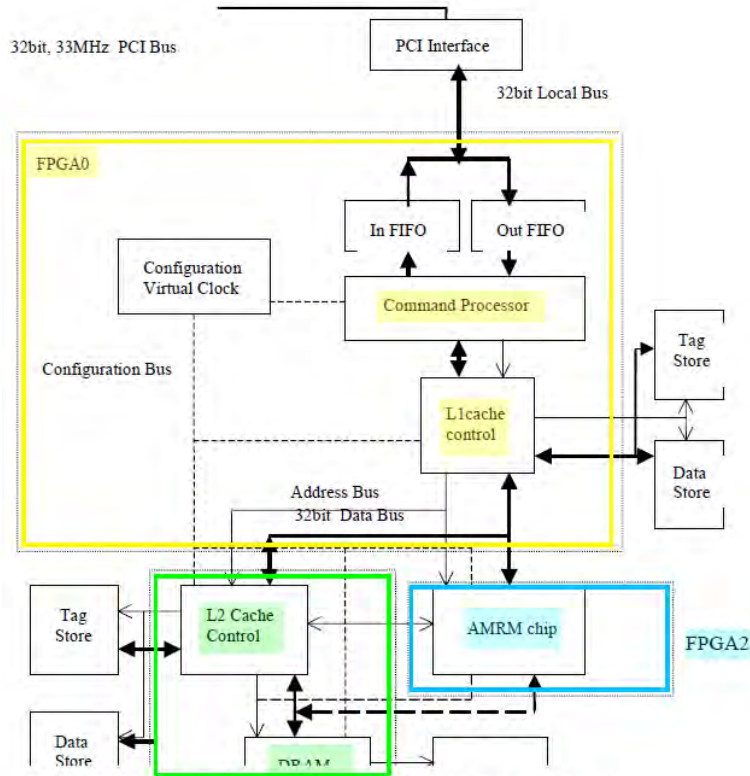 32bit, 33MHz PCI Bus
PCI Interface
32bit Local Bus
FPGA0
In FIFO
Out FIFO
Configuration
Virtual Clock
Command Processor
Configuration Bus
Tag
Store
L1cache
control
Data
Store
Address Bus
32bit Data Bus
Tag
Store
L2 Cache
Control
AMRM chip
FPGA2
Data
Store
DRAM